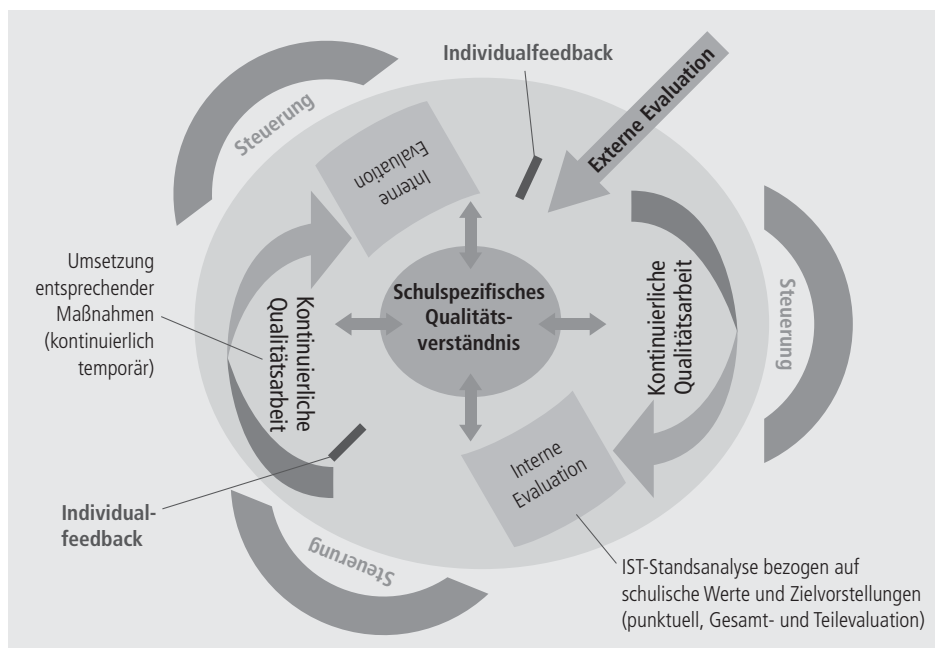 Individualfeedback
Externe Evaluation
Steuerung
Interne
Evaluation
Umsetzung
entsprechender
Maßnahmen
(kontinuierlich
temporär)
Kontinuierliche
Qualitätsarbeit
Schulspezifisches
Qualitäts-
verständnis
Kontinuierliche
Qualitätsarbeit
Steuerung
Interne
Evaluation
Individual-
feedback
Steuerung
IST-Standsanalyse bezogen auf
schulische Werte und Zielvorstellungen
(punktuell, Gesamt- und Teilevaluation)